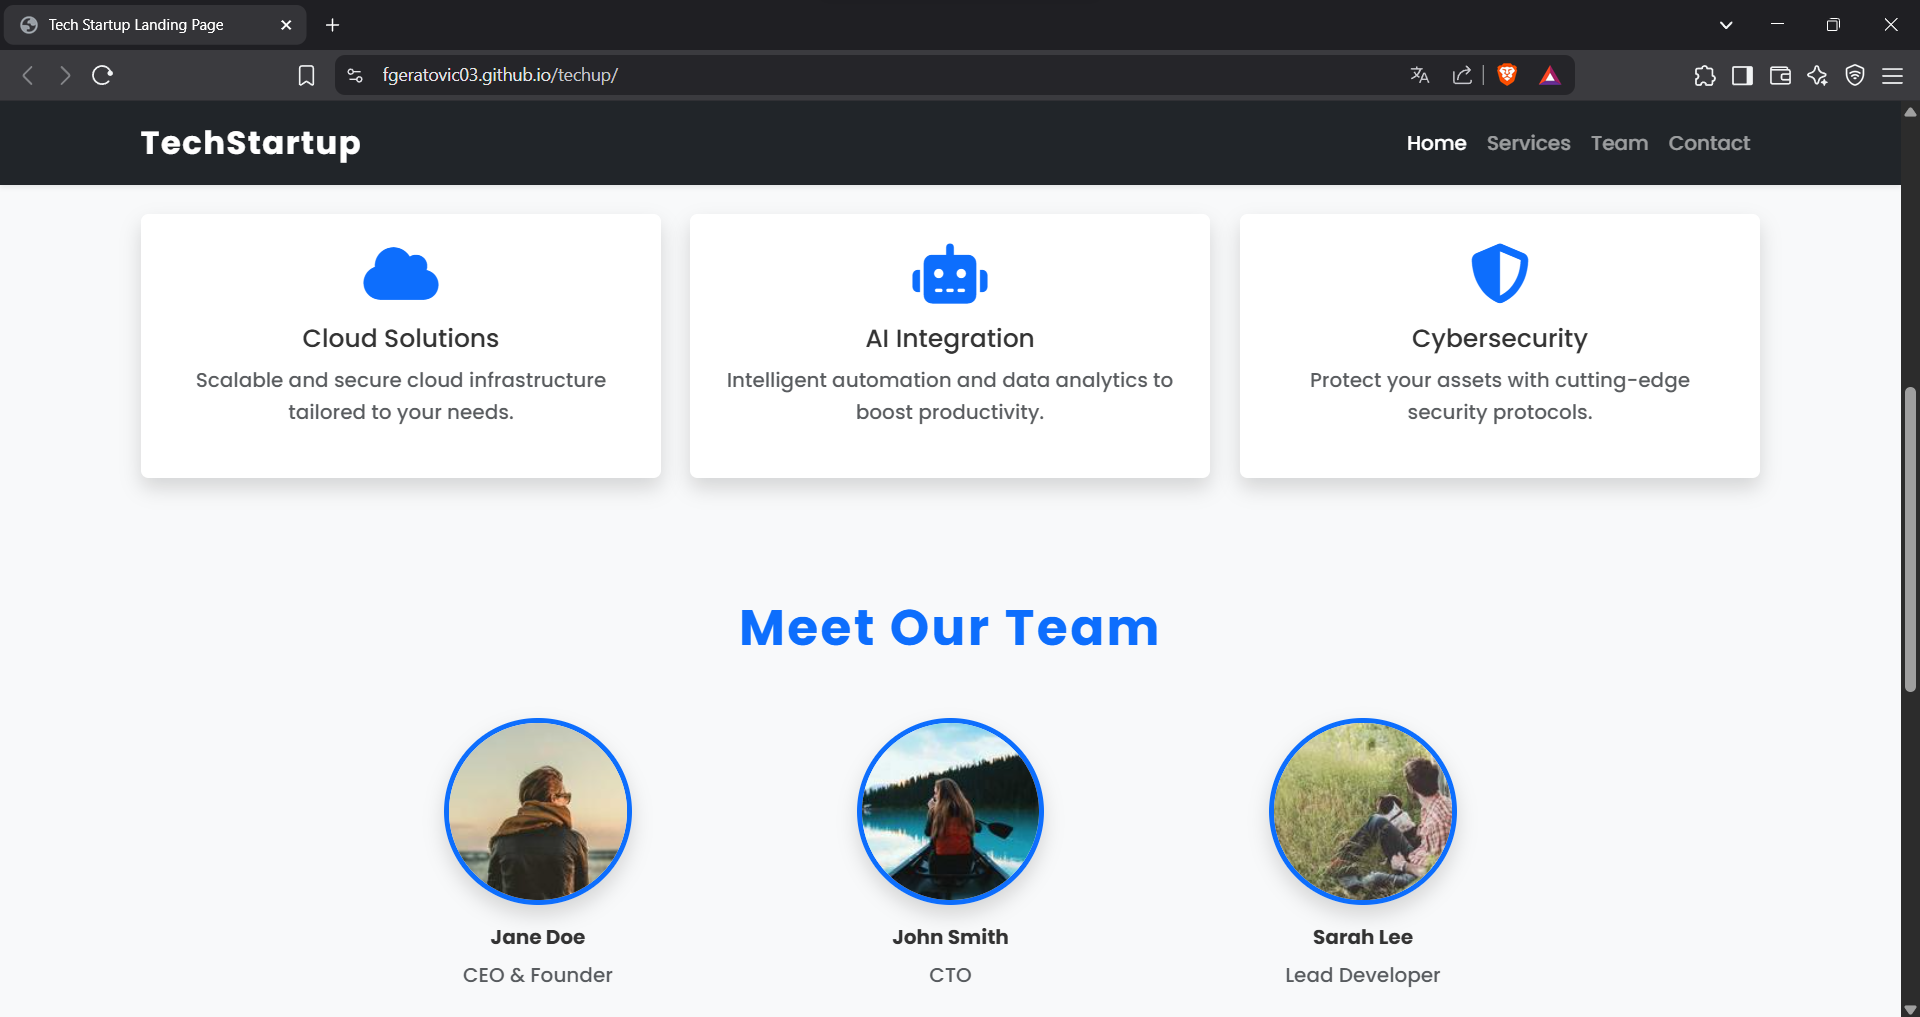 Tech Startup Landing Page
fgeratovic03.github.io/techup/
TechStartup
Home Services Team Contact
Cloud Solutions
Scalable and secure cloud infrastructure
tailored to your needs.
AI Integration
Intelligent automation and data analytics to
boost productivity.
Cybersecurity
Protect your assets with cutting-edge
security protocols.
Meet Our Team
Jane Doe
CEO & Founder
John Smith
CTO
Sarah Lee
Lead Developer